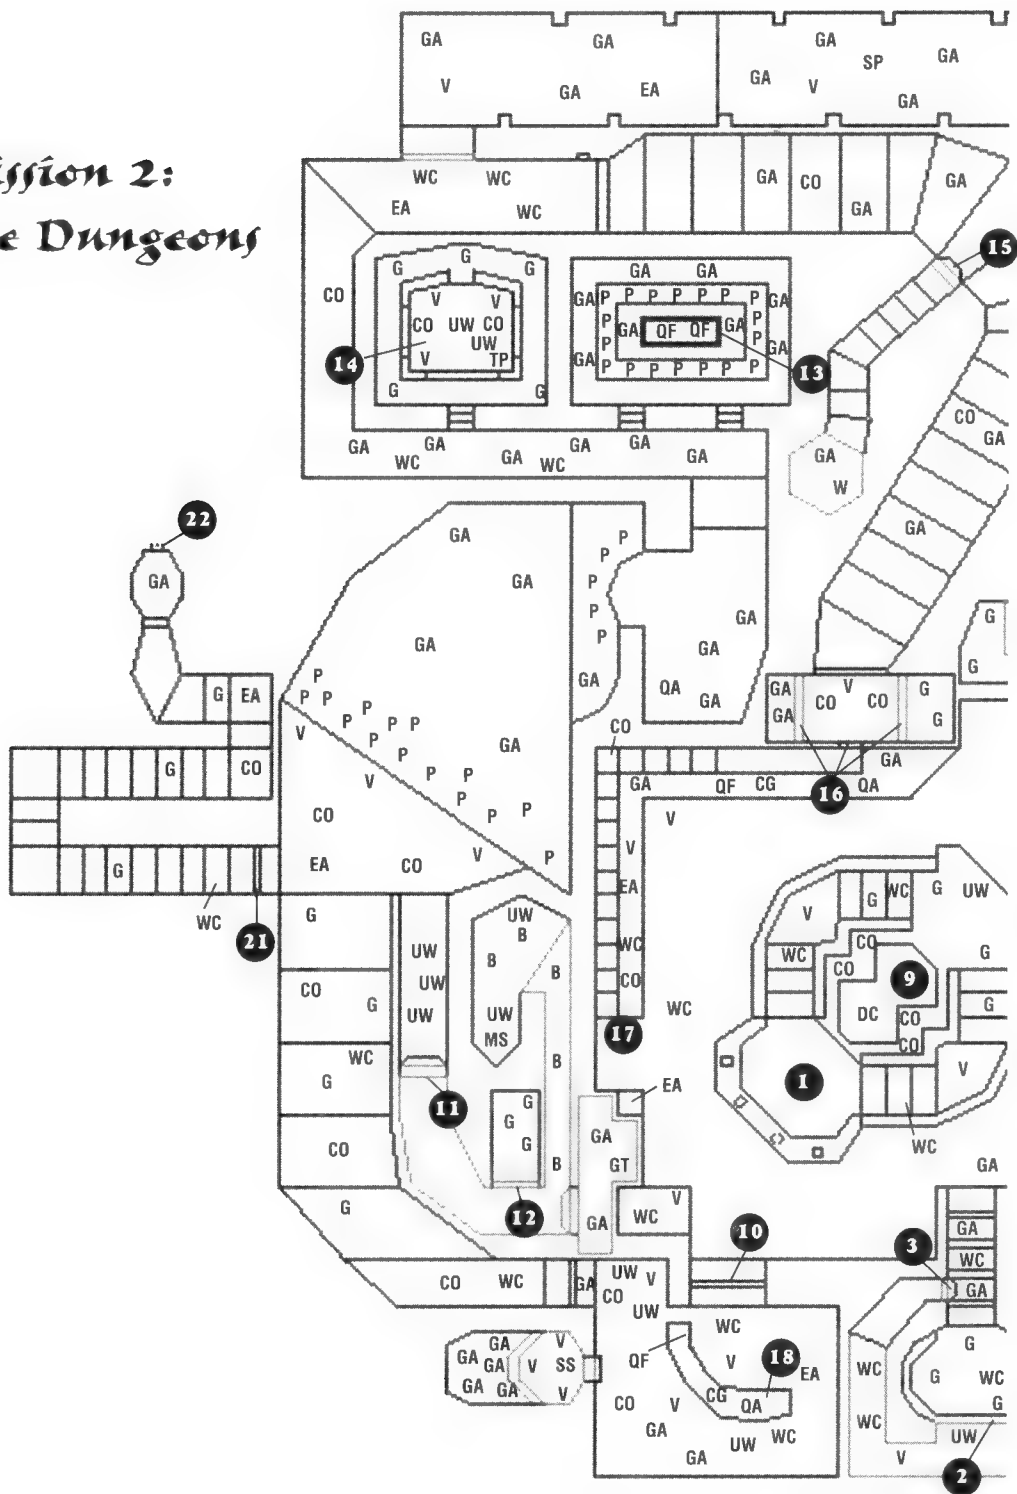 ission 2:
e Dungeons
GA GA GA SP GA
V GA EA GA V GA
WC WC GA CO GA
EA WC GA
15
G G G GA GA
CO V V GA P P P P P P GA
CO UW CO P GA QF QF GA P
UW P P GA
14 V TP GA P P P P P P P 13
G G
CO GA
GA GA GA GA
WC GA WC GA GA W
22
GA P GA
P
GA GA P
P GA G
GA P GA
P GA QA GA V G
G EA P P P GA CO CO G
P P P GA G
V P GA CO
G CO V P P GA
P GA QF CG 16 QA
CO P P V
EA CO V P V
G EA WC G UW
WC 21 G UW V G
B WC CO
UW B B WC CO WC CO 9 G
CO UW DC CO
G UW UW MS 17 CO
WC B 1 V
G EA
11 G WC
G GA
CO G B GT GA
G 12 GA WC V 10 3 GA
WC
CO WC GA UW V GA
CO
UW WC G
GA GA V QF WC WC
GA GA V SS V 18 EA G
GA GA V CO V CG QA WC G
GA UW WC V UW
GA 2